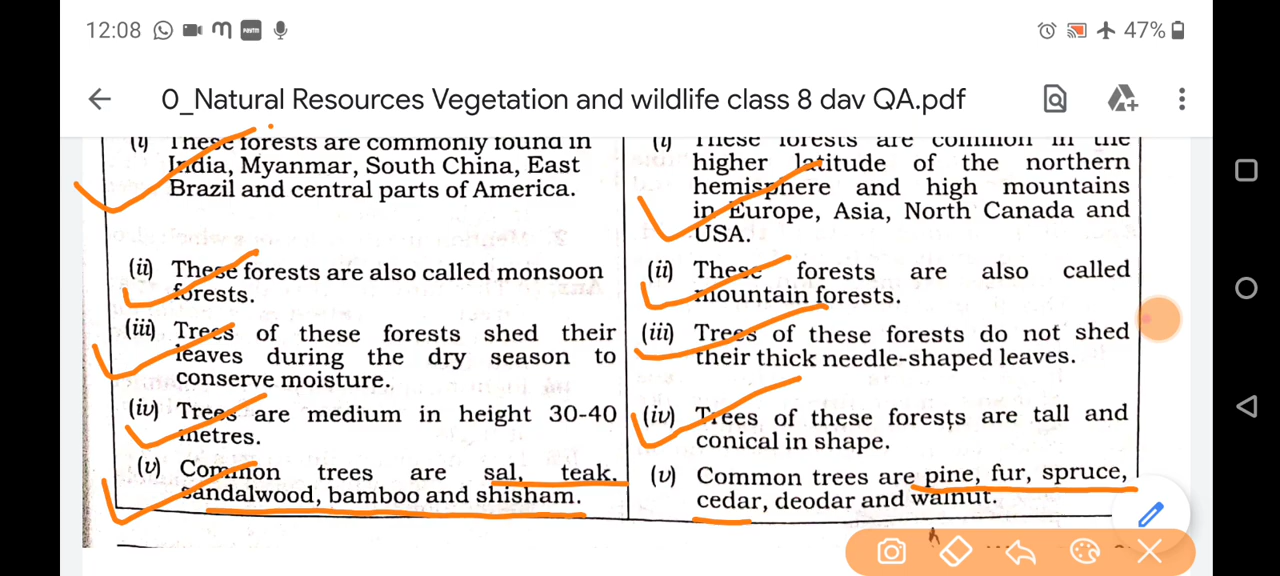 12:08
47%
0_Natural Resources Vegetation and wildlife class 8 dav QA.pdf
(i) These forests are commonly found in
India, Myanmar, South China, East
Brazil and central parts of America.
(ii) These forests are also called monsoon
forests.
(iii) Trees of these forests shed their
leaves during the dry season to
conserve moisture.
(iv) Trees are medium in height 30-40
metres.
(v) Common trees are sal, teak,
sandalwood, bamboo and shisham.
(i) These forests are common in the
higher latitude of the northern
hemisphere and high mountains
in Europe, Asia, North Canada and
USA.
(ii) These forests are also called
mountain forests.
(iii) Trees of these forests do not shed
their thick needle-shaped leaves.
(iv) Trees of these forests are tall and
conical in shape.
(v) Common trees are pine, fur, spruce,
cedar, deodar and walnut.